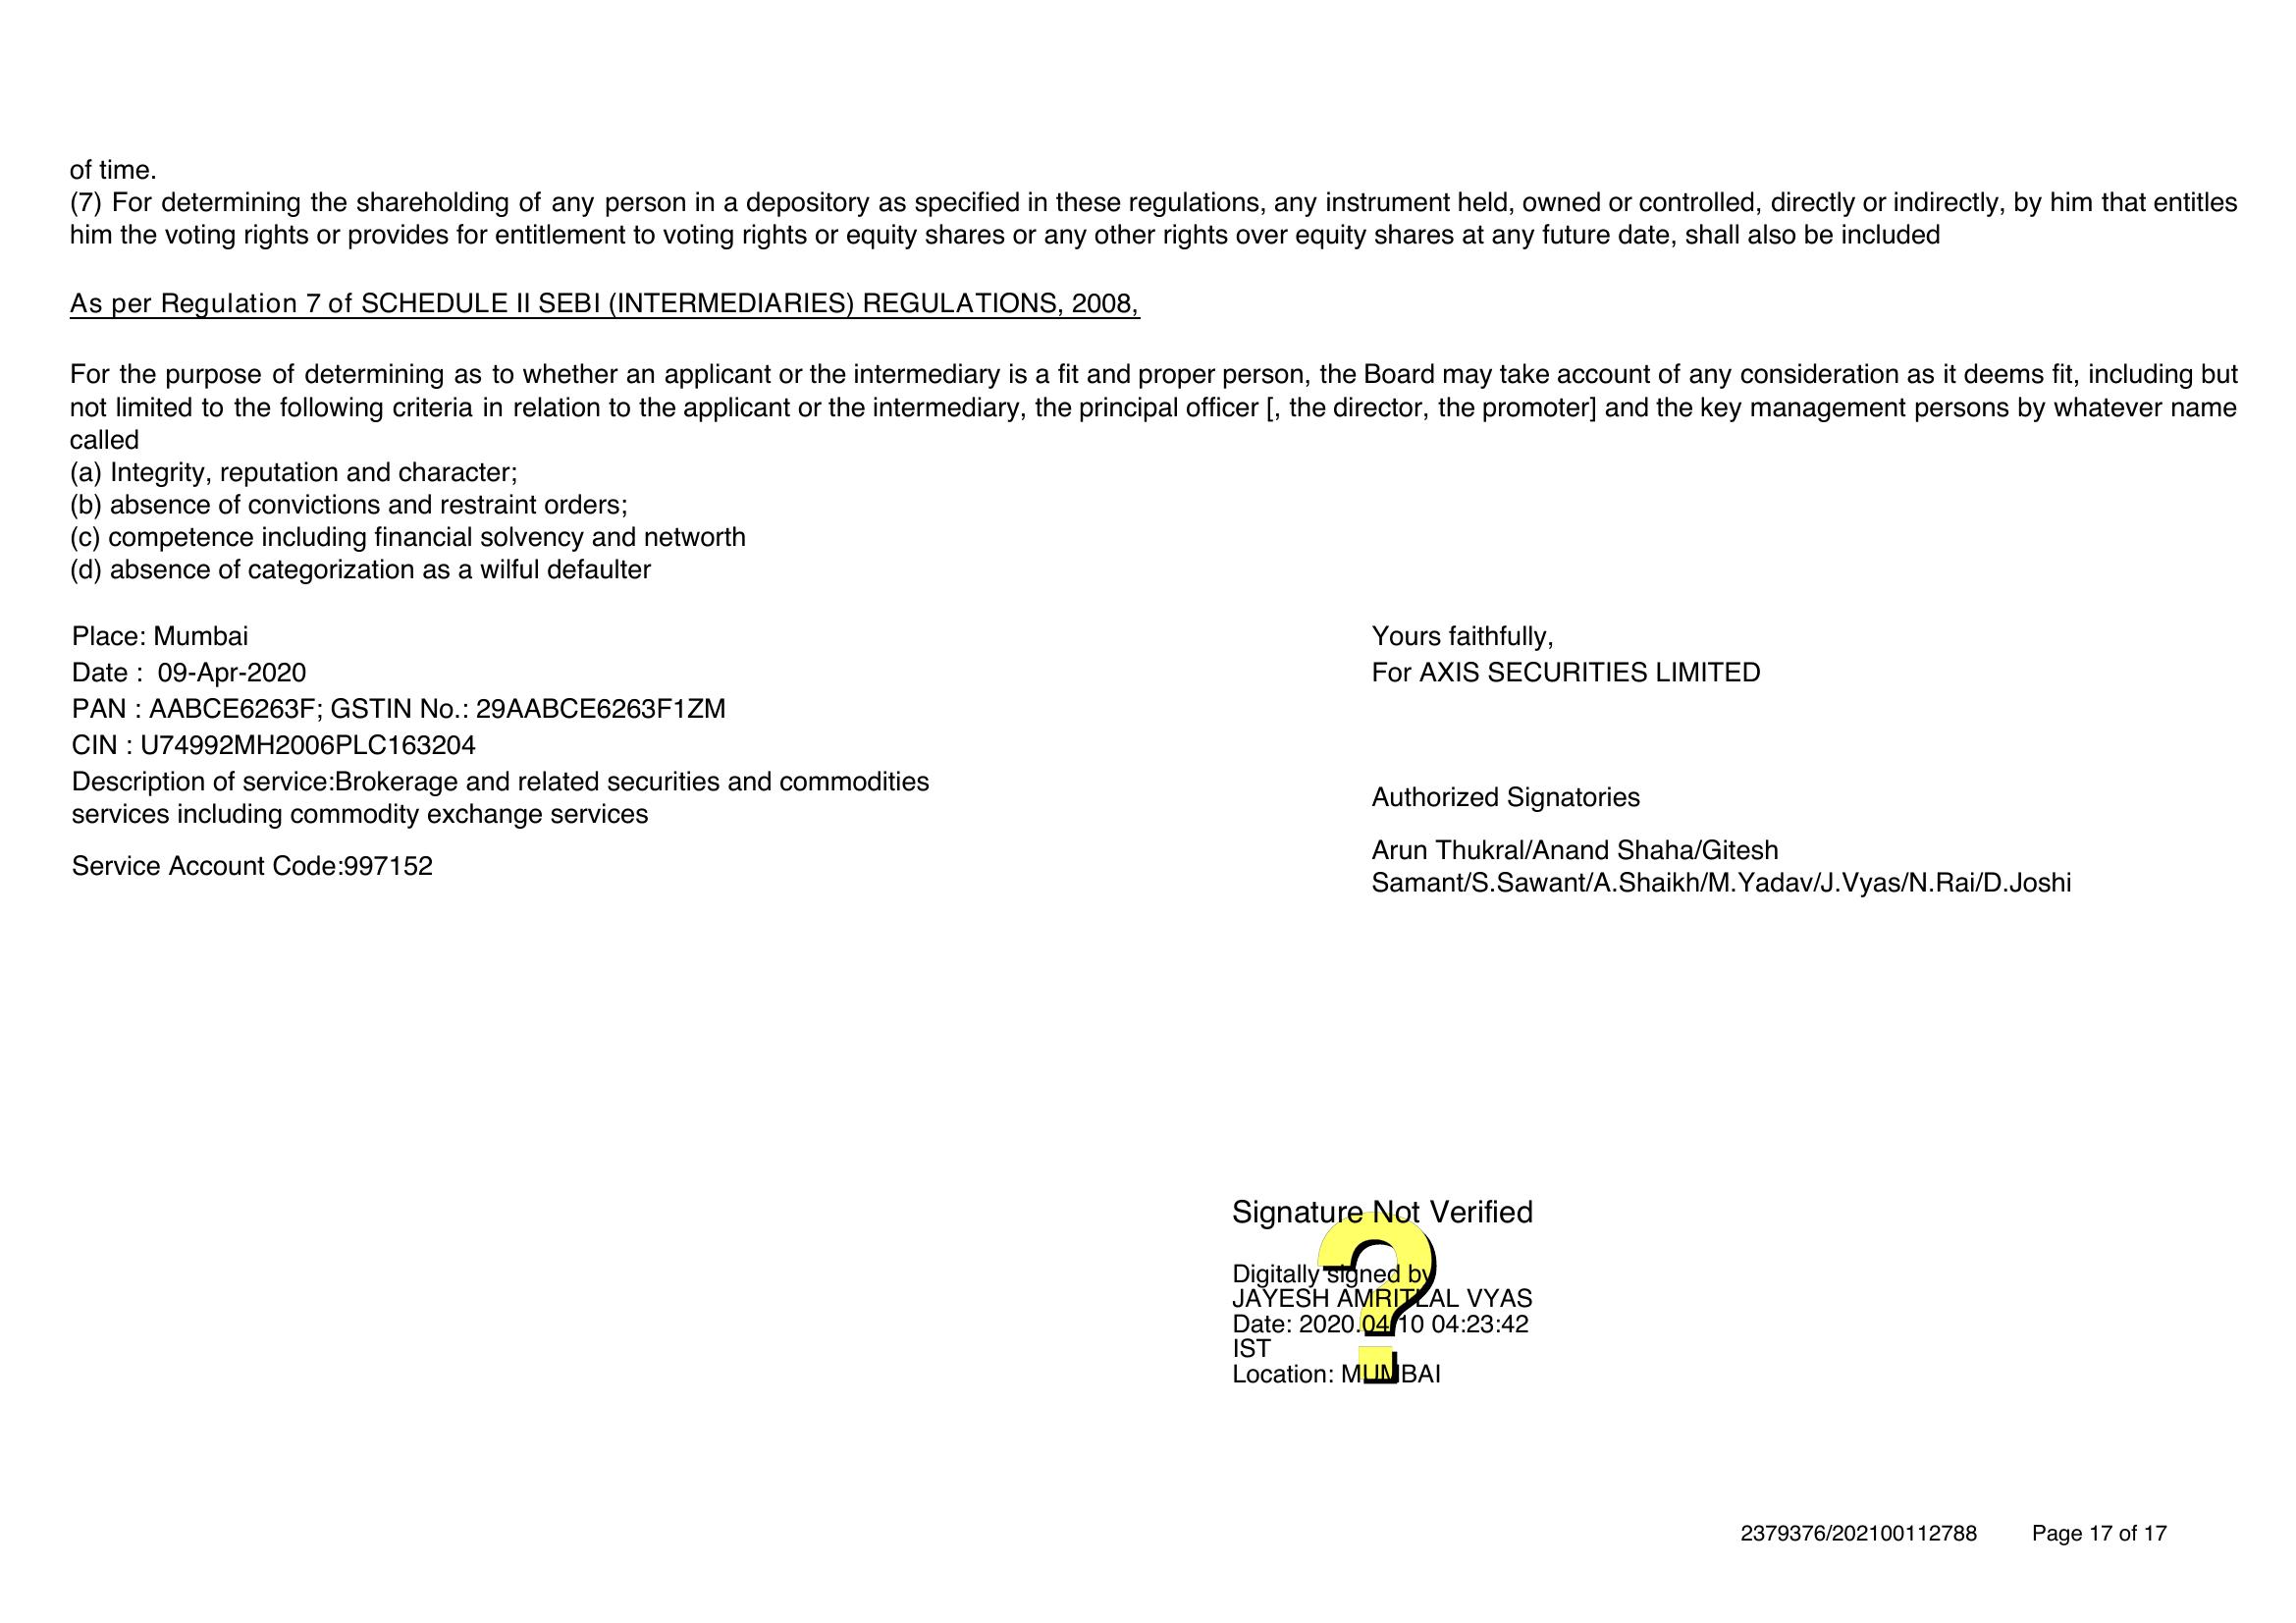 of time.
(7) For determining the shareholding of any person in a depository as specified in these regulations, any instrument held, owned or controlled, directly or indirectly, by him that entitles
him the voting rights or provides for entitlement to voting rights or equity shares or any other rights over equity shares at any future date, shall also be included
As per Regulation 7 of SCHEDULE II SEBI (INTERMEDIARIES) REGULATIONS, 2008,
For the purpose of determining as to whether an applicant or the intermediary is a fit and proper person, the Board may take account of any consideration as it deems fit, including but
not limited to the following criteria in relation to the applicant or the intermediary, the principal officer [, the director, the promoter] and the key management persons by whatever name
called
(a) Integrity, reputation and character;
(b) absence of convictions and restraint orders;
(c) competence including financial solvency and networth
(d) absence of categorization as a wilful defaulter
Place: Mumbai
Date : 09-Apr-2020
PAN : AABCE6263F; GSTIN No.: 29AABCE6263F1ZM
CIN : U74992MH2006PLC163204
Description of service:Brokerage and related securities and commodities
services including commodity exchange services
Service Account Code:997152
Yours faithfully,
For AXIS SECURITIES LIMITED
Authorized Signatories
Arun Thukral/Anand Shaha/Gitesh
Samant/S.Sawant/A.Shaikh/M.Yadav/J.Vyas/N.Rai/D.Joshi
Signature Not Verified
Digitally signed by
JAYESH AMRITLAL VYAS
Date: 2020.04.10 04:23:42
IST
Location: MUMBAI
?
2379376/202100112788 Page 17 of 17